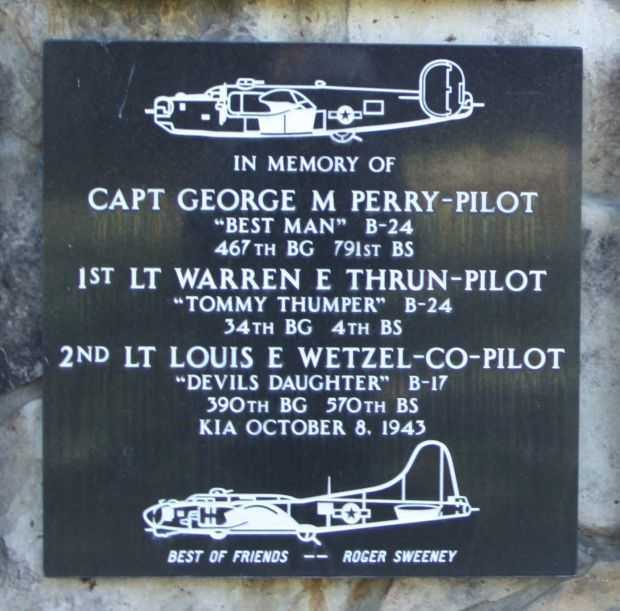 IN MEMORY OF
CAPT GEORGE M PERRY-PILOT
"BEST MAN" B-24
467TH BG 791ST BS
1ST LT WARREN E THRUN-PILOT
"TOMMY THUMPER" B-24
34TH BG 4TH BS
2ND LT LOUIS E WETZEL-CO-PILOT
"DEVILS DAUGHTER" B-17
390TH BG 570TH BS
KIA OCTOBER 8, 1943
BEST OF FRIENDS -- ROGER SWEENEY